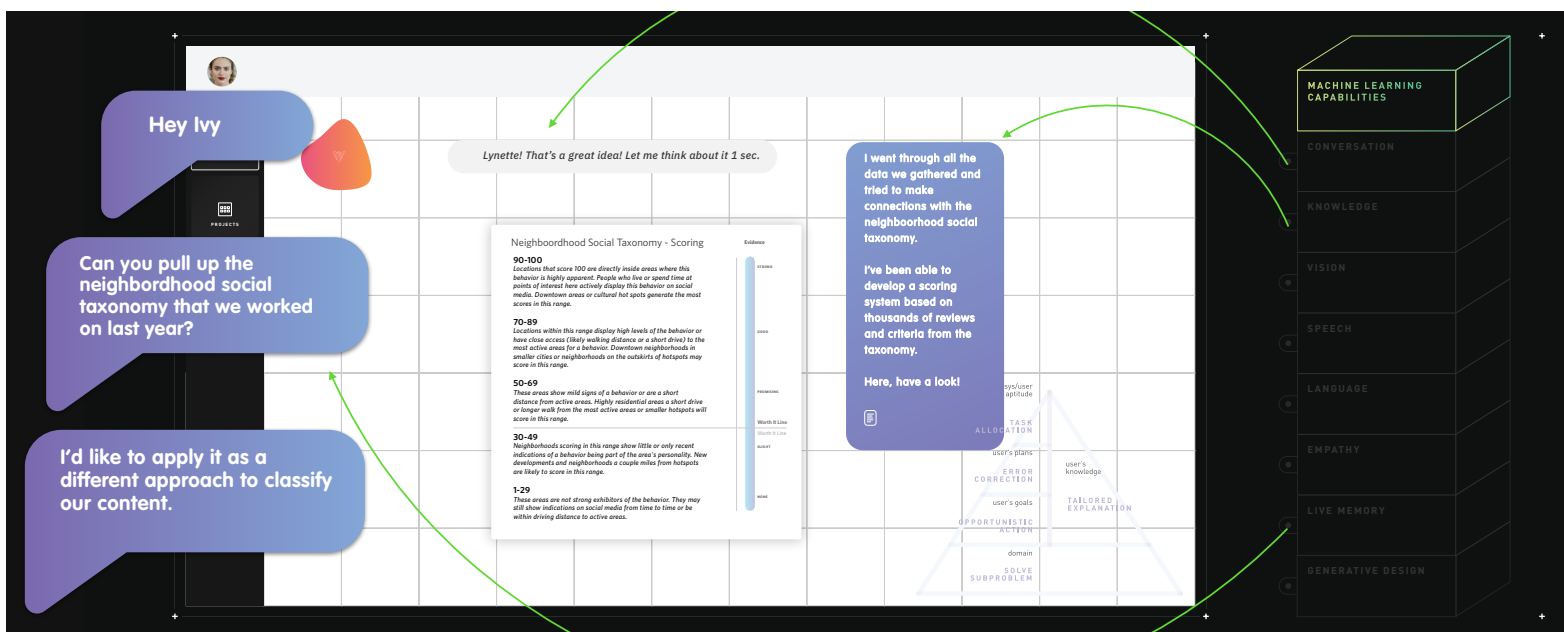 Hey Ivy
PROJECTS
Can you pull up the
neighbordhood social
taxonomy that we worked
on last year?
I'd like to apply it as a
different approach to classify
our content.
Lynette! That's a great idea! Let me think about it 1 sec.
Neighboordhood Social Taxonomy - Scoring
Evidence
90-100
Locations that score 100 are directly inside areas where this
behavior is highly apparent. People who live or spend time at
points of interest here actively display this behavior on social
media. Downtown areas or cultural hot spots generate the most
scores in this range.
STRONG
70-89
Locations within this range display high levels of the behavior or
have close access (likely walking distance or a short drive) to the
most active areas for a behavior. Downtown neighborhoods in
smaller cities or neighborhoods on the outskirts of hotspots may
score in this range.
GOOD
50-69
These areas show mild signs of a behavior or are a short
distance from active areas. Highly residential areas a short drive
or longer walk from the most active areas or smaller hotspots will
score in this range.
PROMISING
Worth It Line
Worth It Line
30-49
Neighborhoods scoring in this range show little or only recent
indications of a behavior being part of the area's personality. New
developments and neighborhoods a couple miles from hotspots
are likely to score in this range.
SLIGHT
1-29
These areas are not strong exhibitors of the behavior. They may
still show indications on social media from time to time or be
within driving distance to active areas.
NONE
I went through all the
data we gathered and
tried to make
connections with the
neighboorhood social
taxonomy.
I've been able to
develop a scoring
system based on
thousands of reviews
and criteria from the
taxonomy.
Here, have a look!
sys/user
aptitude
TASK
ALLOCATION
user's plans
ERROR
CORRECTION
user's goals
OPPORTUNISTIC
ACTION
domain
SOLVE
SUBPROBLEM
user's
knowledge
TAILORED
EXPLANATION
MACHINE LEARNING
CAPABILITIES
CONVERSATION
KNOWLEDGE
VISION
SPEECH
LANGUAGE
EMPATHY
LIVE MEMORY
GENERATIVE DESIGN